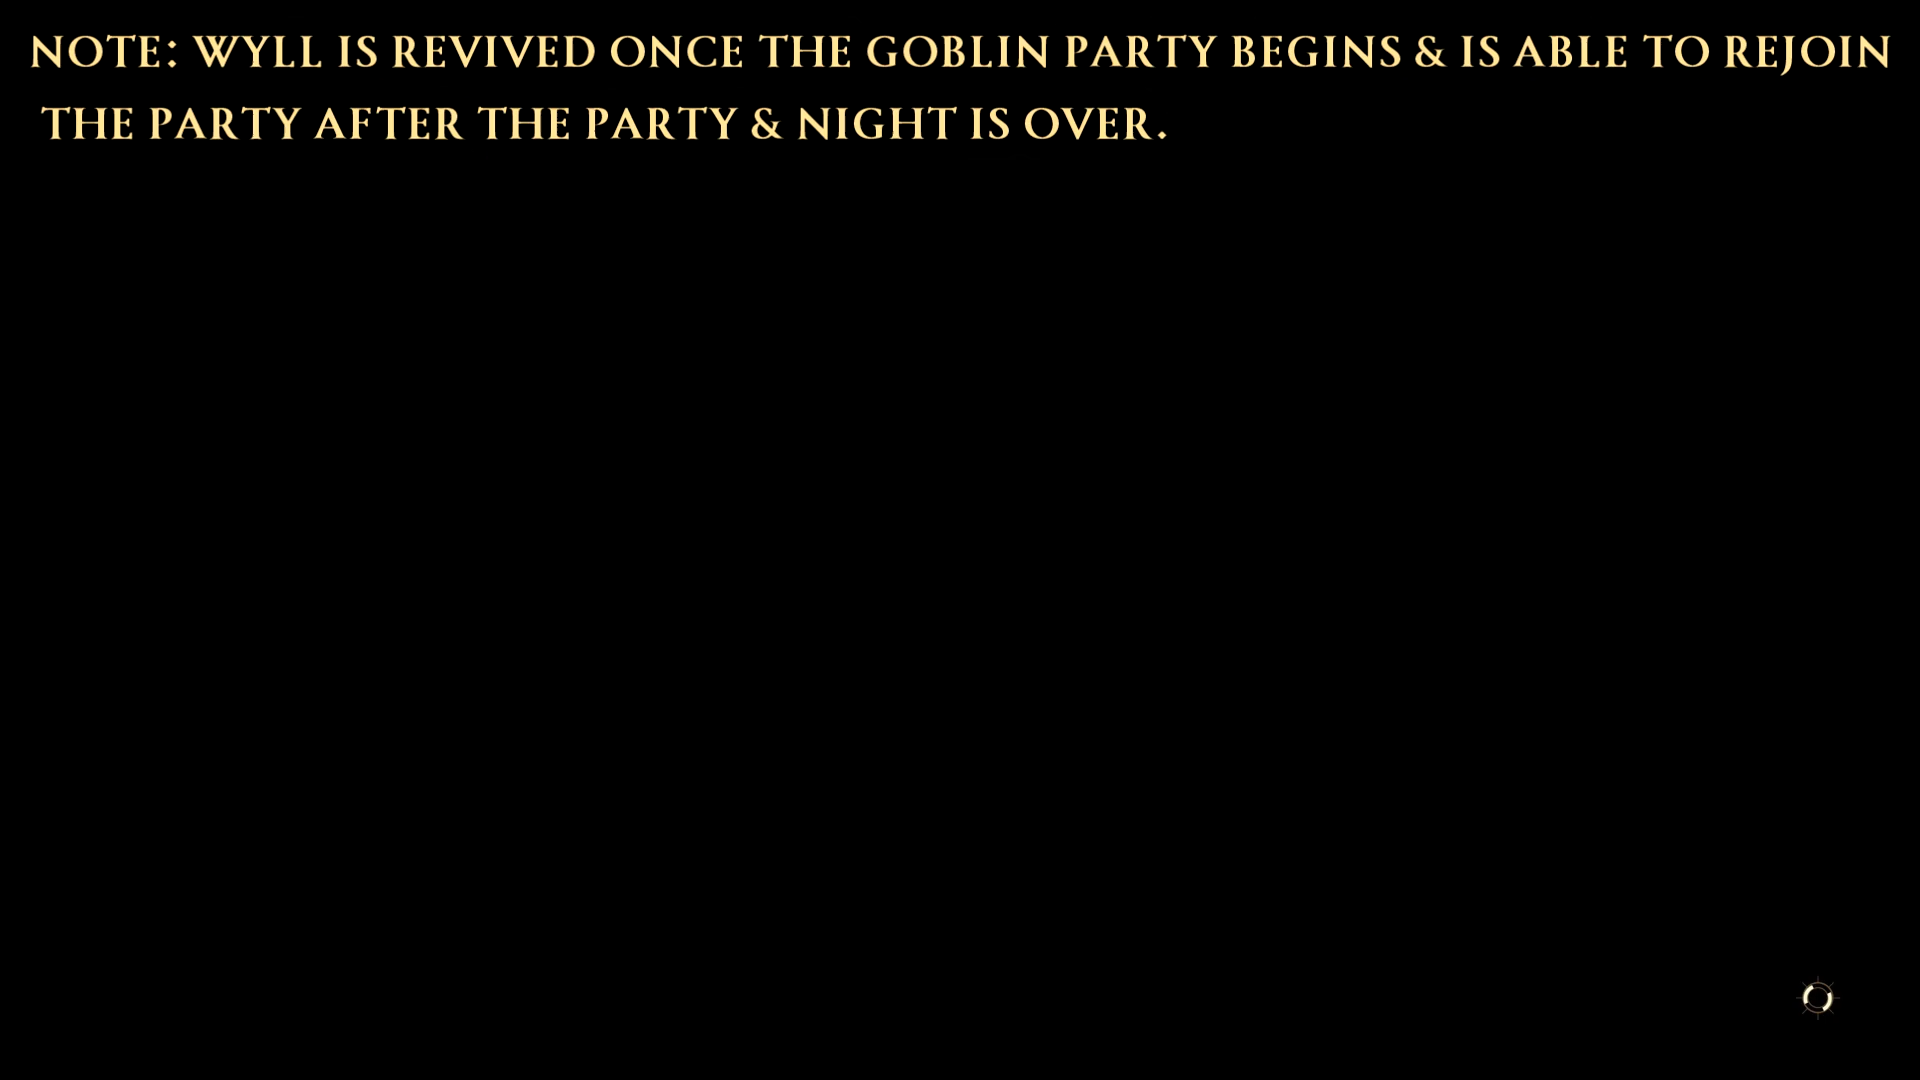 NOTE: WYLL IS REVIVED ONCE THE GOBLIN PARTY BEGINS & IS ABLE TO REJOIN
THE PARTY AFTER THE PARTY & NIGHT IS OVER.